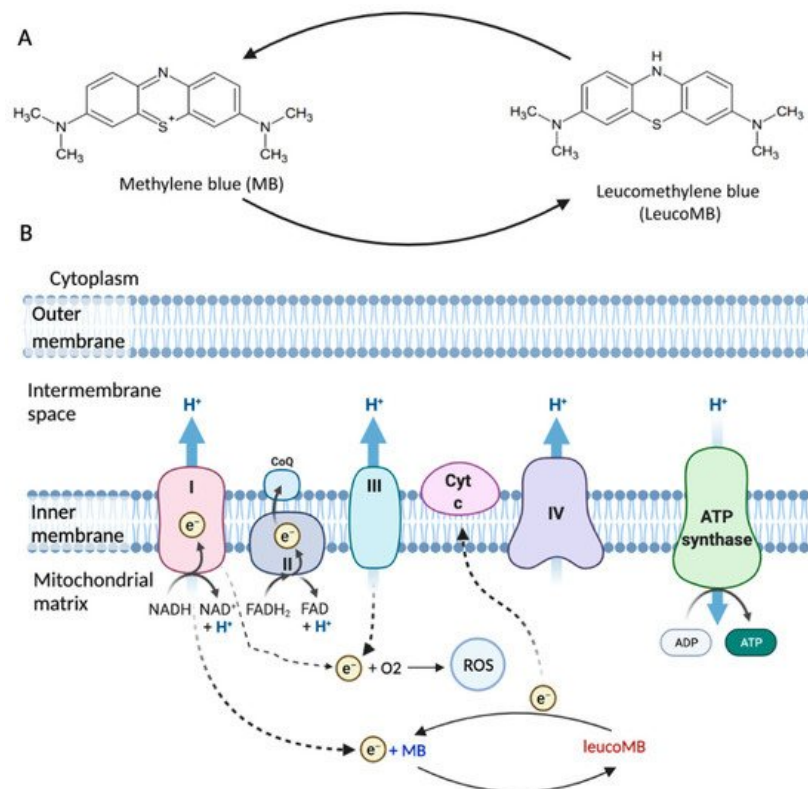 A
N
H₃C
N
CH₃
S⁺
N
CH₃
CH₃
Methylene blue (MB)
H
N
H₃C
N
CH₃
S
N
CH₃
CH₃
Leucomethylene blue
(LeucoMB)
B
Cytoplasm
Outer
membrane
Intermembrane
space
H⁺
H⁺
H⁺
H⁺
CoQ
I
III
Cyt
c
IV
ATP
synthase
Inner
membrane
e⁻
e⁻
II
Mitochondrial
matrix
NADH
NAD⁺
+ H⁺
FADH₂
FAD
+ H⁺
ADP
ATP
e⁻ + O2
ROS
e⁻
e⁻ + MB
leucoMB